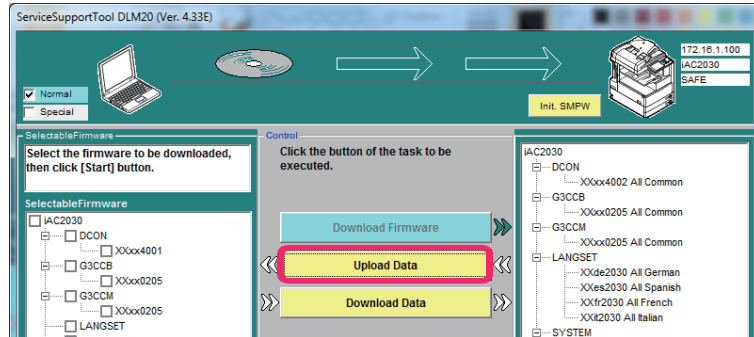 ServiceSupportTool DLM20 (Ver. 4.33E)
172.16.1.100
iAC2030
SAFE
Normal
Special
Init. SMPW
SelectableFirmware
Select the firmware to be downloaded,
then click [Start] button.
SelectableFirmware
iAC2030
DCON
XXxx4001
G3CCB
XXxx0205
G3CCM
XXxx0205
LANGSET
Control
Click the button of the task to be
executed.
Download Firmware
Upload Data
Download Data
iAC2030
DCON
XXxx4002 All Common
G3CCB
XXxx0205 All Common
G3CCM
XXxx0205 All Common
LANGSET
XXde2030 All German
XXes2030 All Spanish
XXfr2030 All French
XXit2030 All Italian
SYSTEM